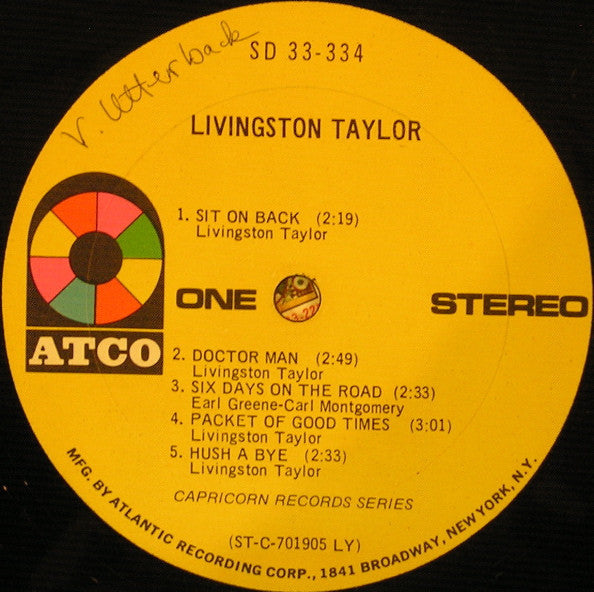 V. Utterback
SD 33-334
LIVINGSTON TAYLOR
1. SIT ON BACK (2:19)
Livingston Taylor
ONE
STEREO
ATCO
2. DOCTOR MAN (2:49)
Livingston Taylor
3. SIX DAYS ON THE ROAD (2:33)
Earl Greene-Carl Montgomery
4. PACKET OF GOOD TIMES (3:01)
Livingston Taylor
5. HUSH A BYE (2:33)
Livingston Taylor
CAPRICORN RECORDS SERIES
(ST-C-701905 LY)
MFG. BY ATLANTIC RECORDING CORP., 1841 BROADWAY, NEW YORK, N.Y.